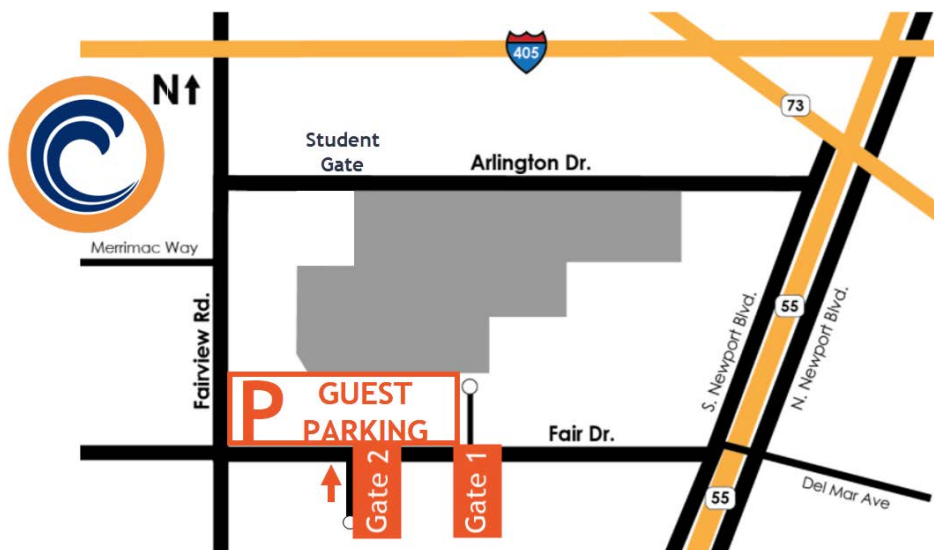 405
N
73
Student
Gate
Arlington Dr.
Merrimac Way
Fairview Rd.
55
S. Newport Blvd.
N. Newport Blvd.
P
GUEST
PARKING
Fair Dr.
Gate 2
Gate 1
Del Mar Ave
55